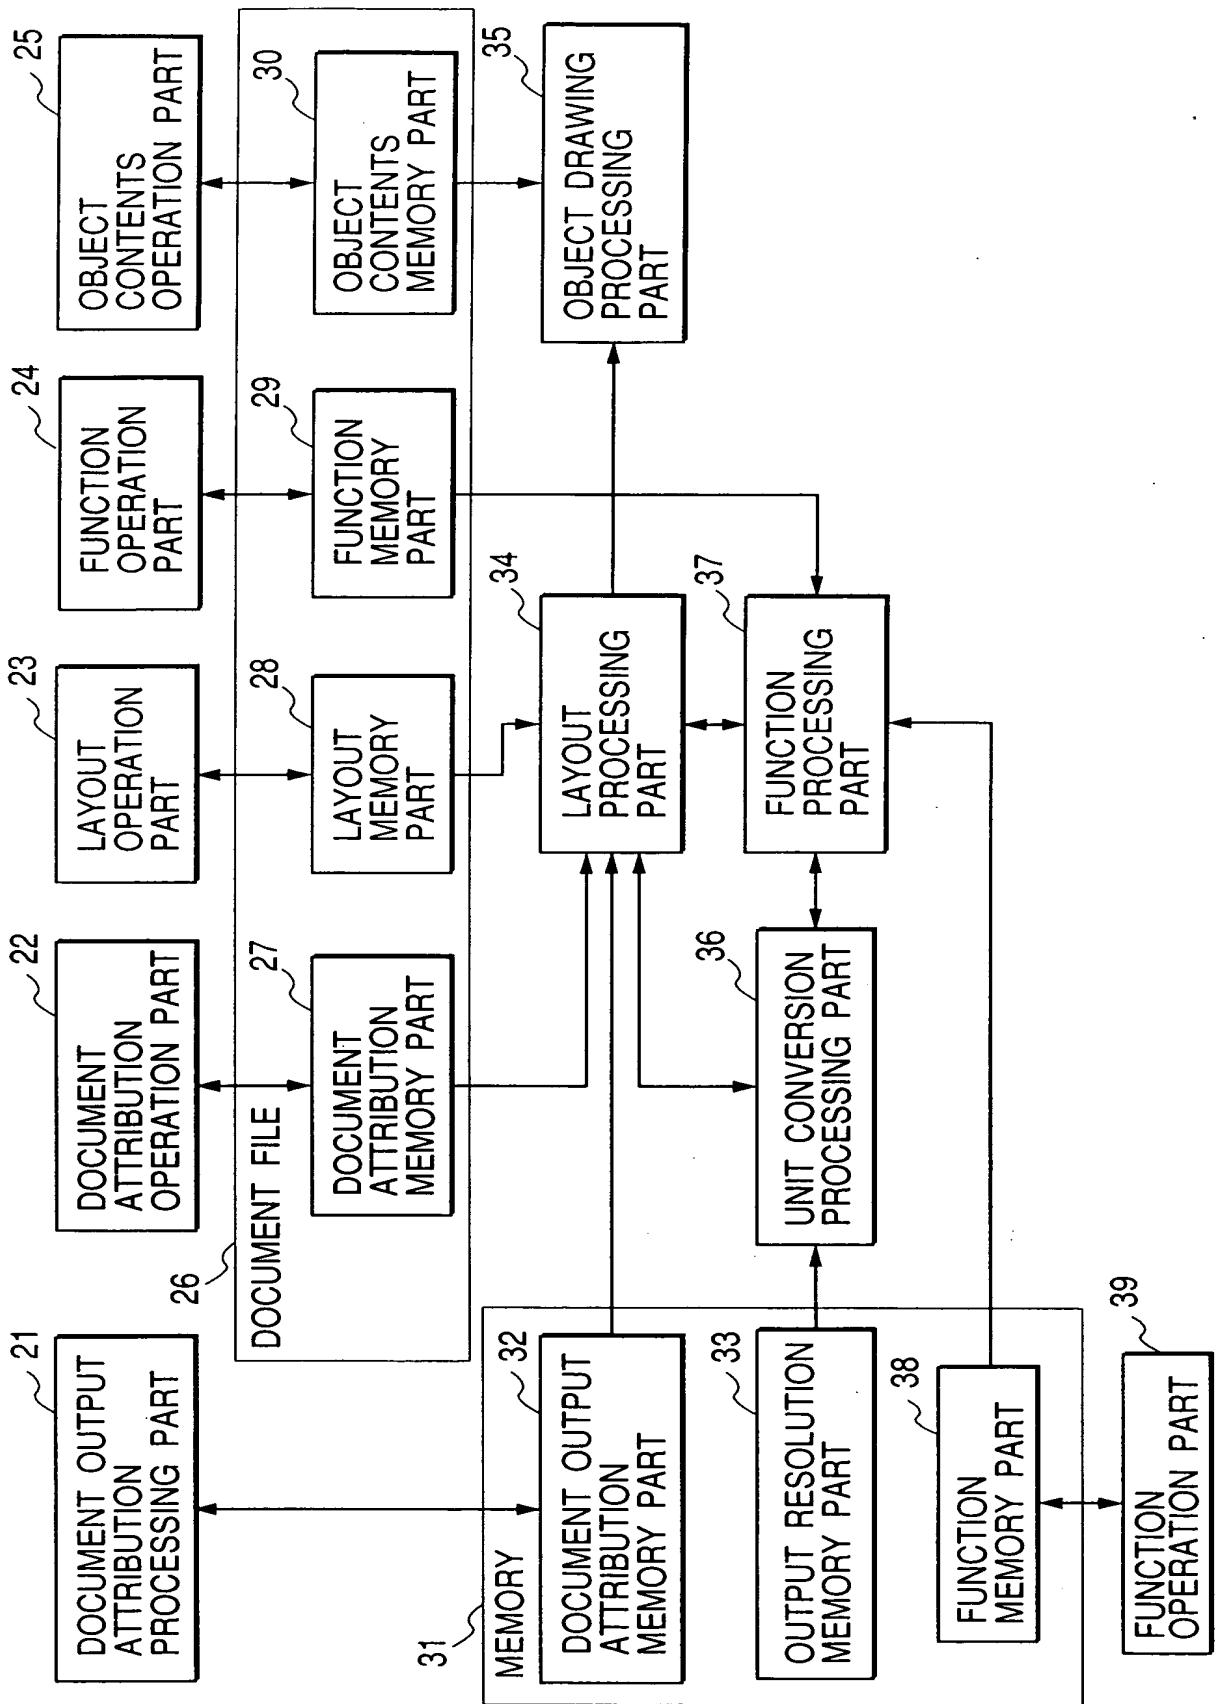 21
DOCUMENT OUTPUT
ATTRIBUTION
PROCESSING PART
22
DOCUMENT
ATTRIBUTION
OPERATION PART
23
LAYOUT
OPERATION
PART
24
FUNCTION
OPERATION
PART
25
OBJECT
CONTENTS
OPERATION PART
26
DOCUMENT FILE
27
DOCUMENT
ATTRIBUTION
MEMORY PART
28
LAYOUT
MEMORY
PART
29
FUNCTION
MEMORY
PART
30
OBJECT
CONTENTS
MEMORY PART
31
MEMORY
32
DOCUMENT OUTPUT
ATTRIBUTION
MEMORY PART
34
LAYOUT
PROCESSING
PART
35
OBJECT DRAWING
PROCESSING
PART
33
OUTPUT RESOLUTION
MEMORY PART
36
UNIT CONVERSION
PROCESSING PART
37
FUNCTION
PROCESSING
PART
38
FUNCTION
MEMORY PART
39
FUNCTION
OPERATION PART